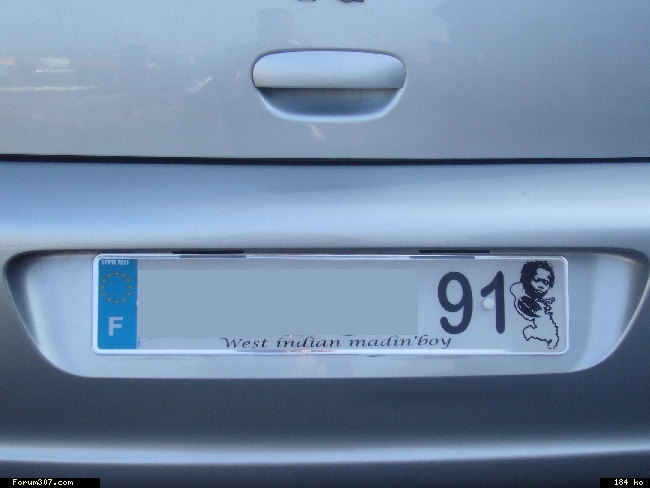 F
91
West indian madin'boy
Forum307.com
184 ko